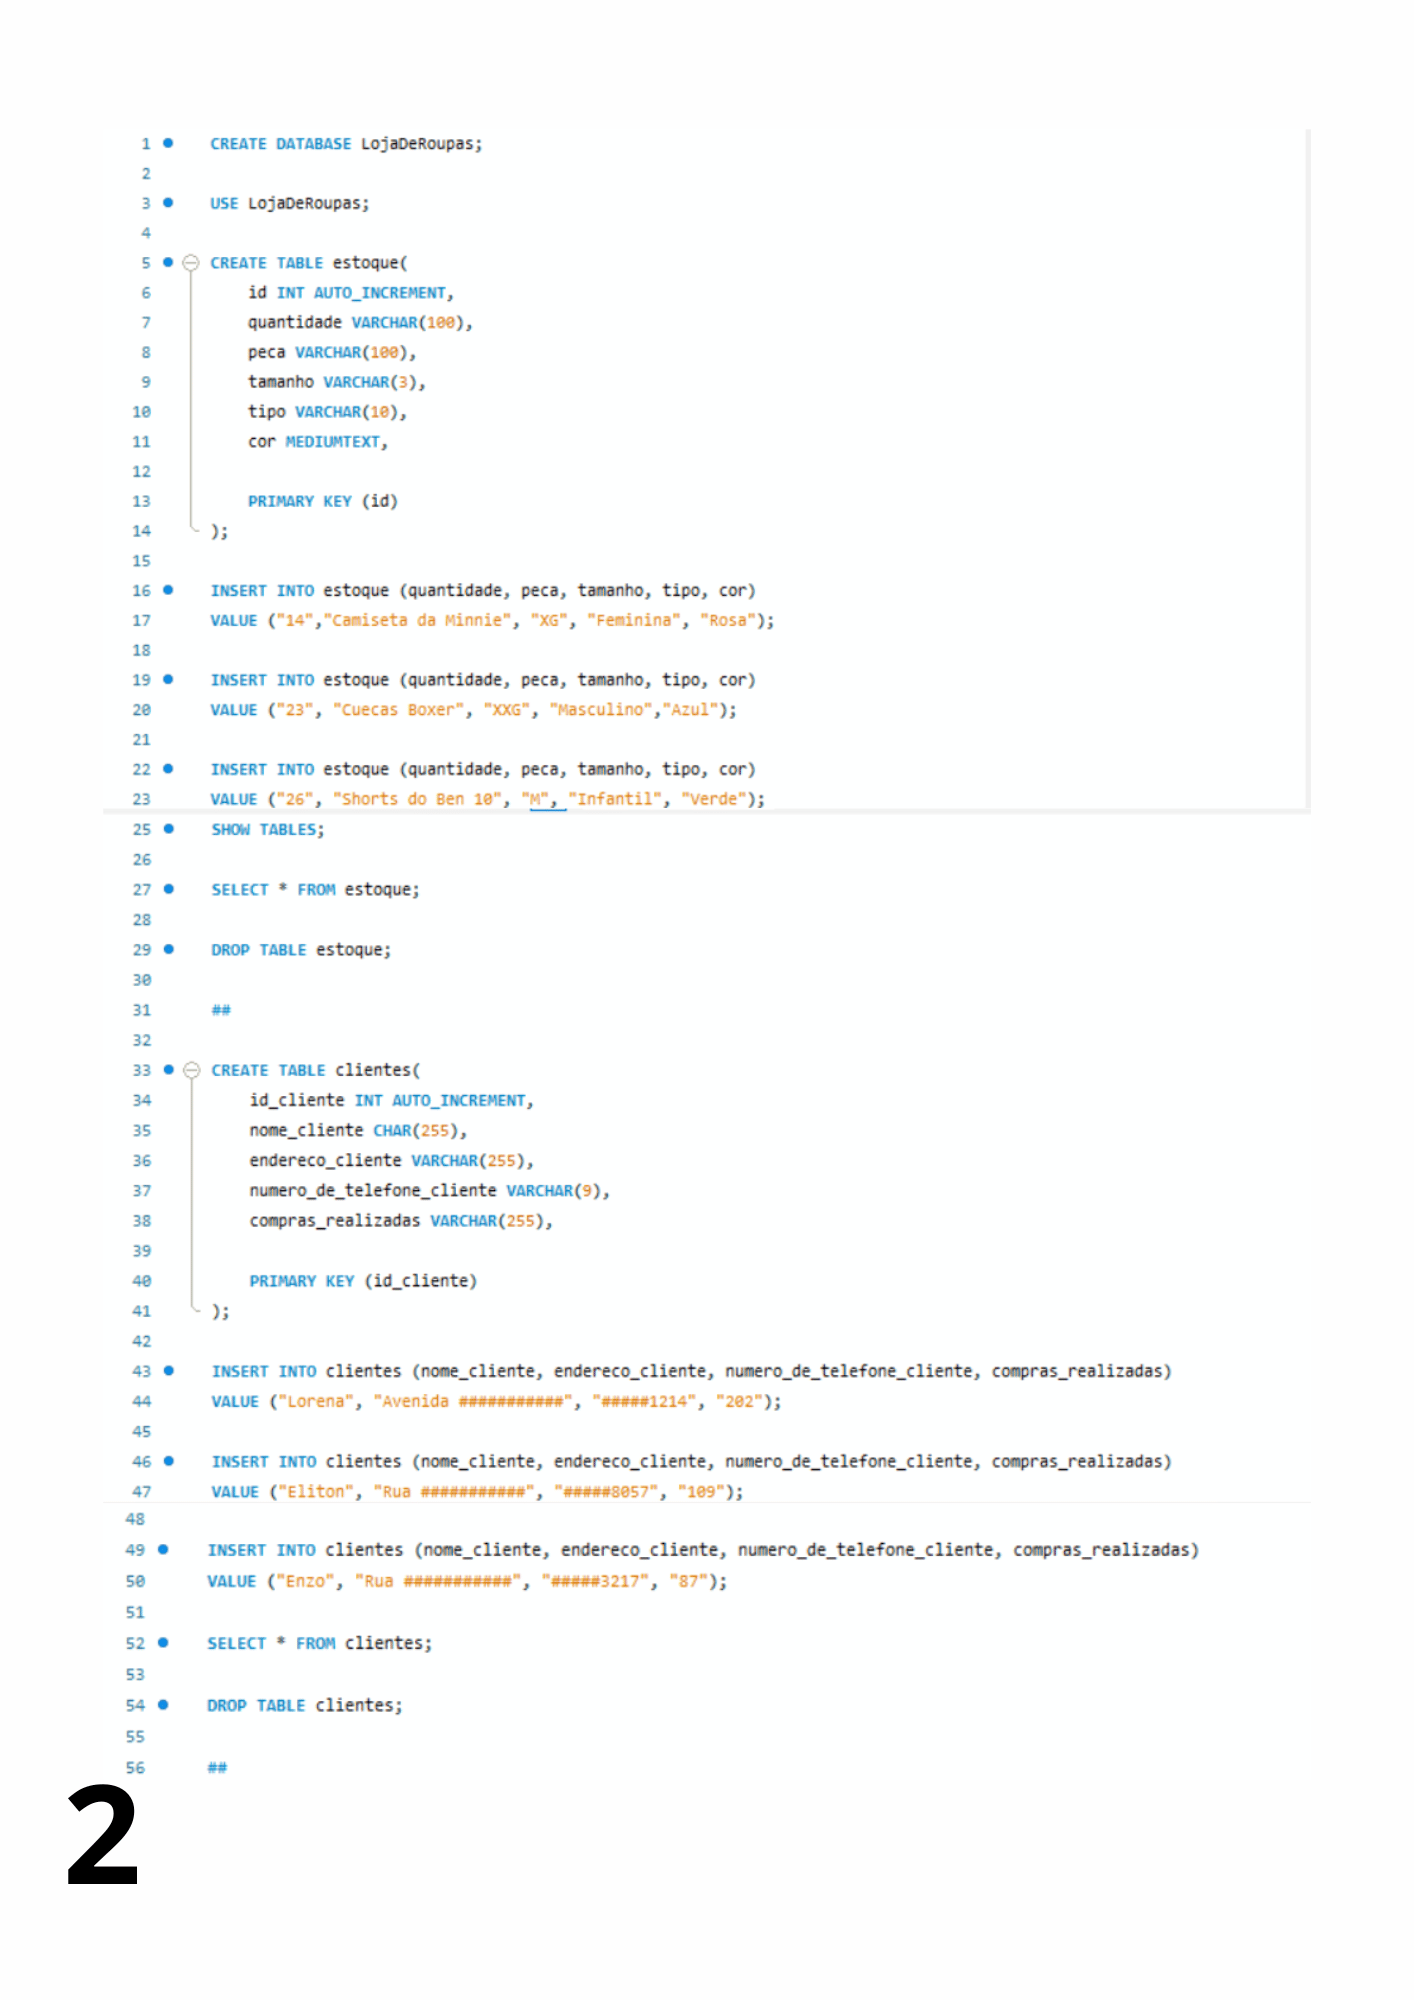 1 CREATE DATABASE LojaDeRoupas;
2
3 USE LojaDeRoupas;
4
5 CREATE TABLE estoque(
6 id INT AUTO_INCREMENT,
7 quantidade VARCHAR(100),
8 peca VARCHAR(100),
9 tamanho VARCHAR(3),
10 tipo VARCHAR(10),
11 cor MEDIUMTEXT,
12
13 PRIMARY KEY (id)
14 );
15
16 INSERT INTO estoque (quantidade, peca, tamanho, tipo, cor)
17 VALUE ("14","Camiseta da Minnie", "XG", "Feminina", "Rosa");
18
19 INSERT INTO estoque (quantidade, peca, tamanho, tipo, cor)
20 VALUE ("23", "Cuecas Boxer", "XXG", "Masculino","Azul");
21
22 INSERT INTO estoque (quantidade, peca, tamanho, tipo, cor)
23 VALUE ("26", "Shorts do Ben 10", "M", "Infantil", "Verde");
25 SHOW TABLES;
26
27 SELECT * FROM estoque;
28
29 DROP TABLE estoque;
30
31 ##
32
33 CREATE TABLE clientes(
34 id_cliente INT AUTO_INCREMENT,
35 nome_cliente CHAR(255),
36 endereco_cliente VARCHAR(255),
37 numero_de_telefone_cliente VARCHAR(9),
38 compras_realizadas VARCHAR(255),
39
40 PRIMARY KEY (id_cliente)
41 );
42
43 INSERT INTO clientes (nome_cliente, endereco_cliente, numero_de_telefone_cliente, compras_realizadas)
44 VALUE ("Lorena", "Avenida ###########", "#####1214", "202");
45
46 INSERT INTO clientes (nome_cliente, endereco_cliente, numero_de_telefone_cliente, compras_realizadas)
47 VALUE ("Eliton", "Rua ###########", "#####8057", "109");
48
49 INSERT INTO clientes (nome_cliente, endereco_cliente, numero_de_telefone_cliente, compras_realizadas)
50 VALUE ("Enzo", "Rua ###########", "#####3217", "87");
51
52 SELECT * FROM clientes;
53
54 DROP TABLE clientes;
55
56 ##
2